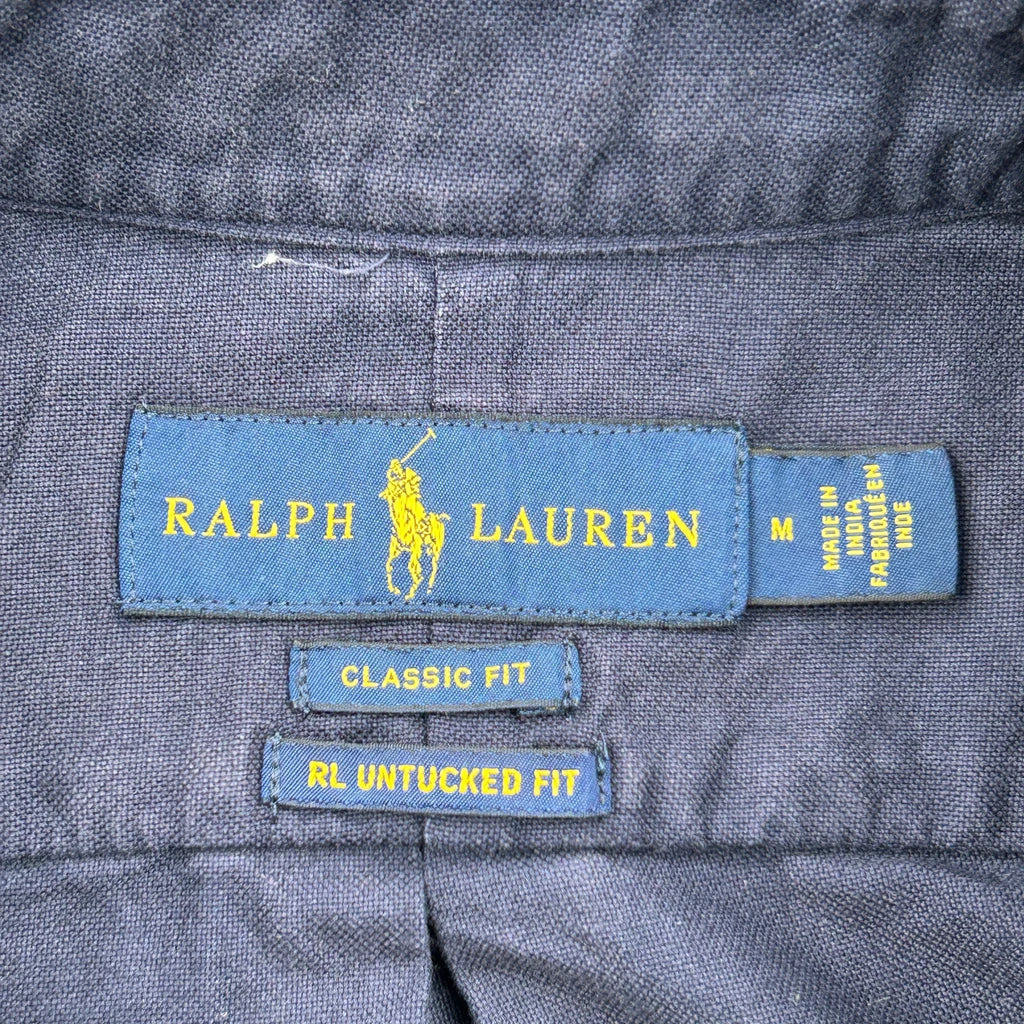 RALPH LAUREN
M
MADE IN
INDIA
FABRIQUÉ EN
INDE
CLASSIC FIT
RL UNTUCKED FIT